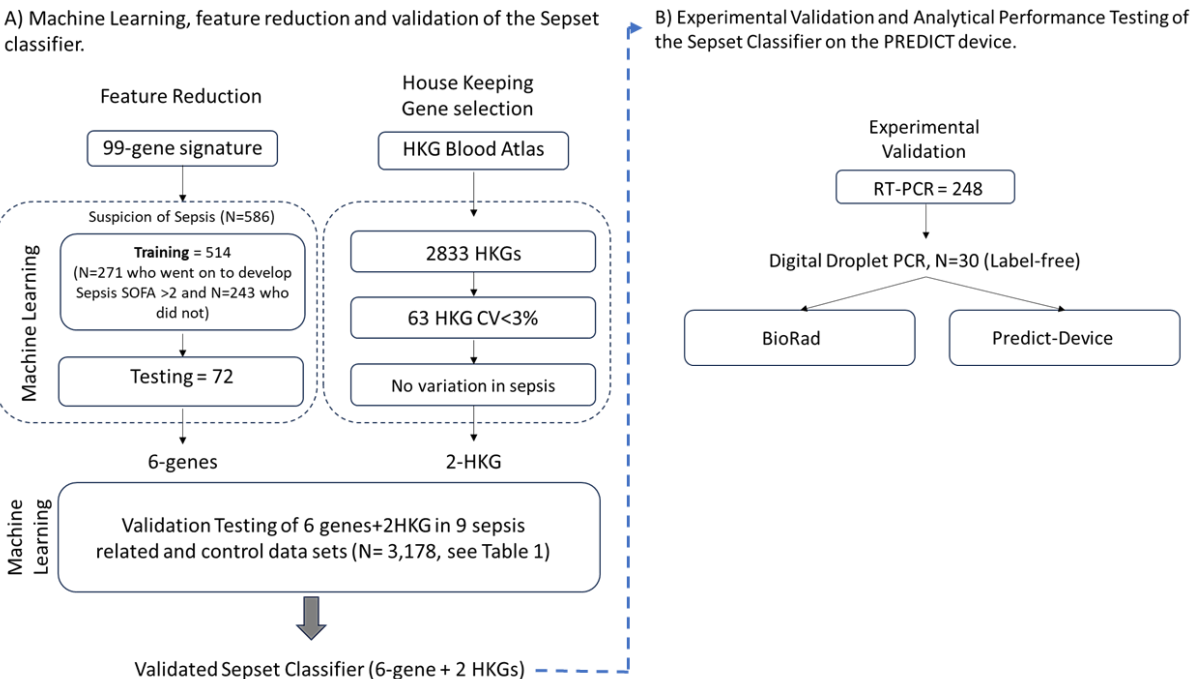 A) Machine Learning, feature reduction and validation of the Sepset
classifier.
Feature Reduction
99-gene signature
House Keeping
Gene selection
HKG Blood Atlas
Machine Learning
Suspicion of Sepsis (N=586)
Training = 514
(N=271 who went on to develop
Sepsis SOFA >2 and N=243 who
did not)
Testing = 72
6-genes
2833 HKGs
63 HKG CV<3%
No variation in sepsis
2-HKG
Machine
Learning
Validation Testing of 6 genes+2HKG in 9 sepsis
related and control data sets (N= 3,178, see Table 1)
Validated Sepset Classifier (6-gene + 2 HKGs)
B) Experimental Validation and Analytical Performance Testing of
the Sepset Classifier on the PREDICT device.
Experimental
Validation
RT-PCR = 248
Digital Droplet PCR, N=30 (Label-free)
BioRad
Predict-Device